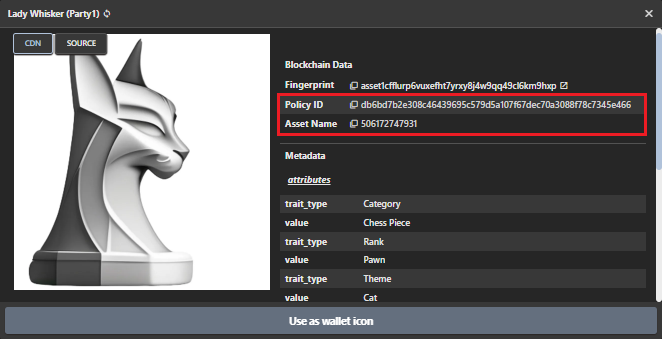 Lady Whisker (Party1)
CDN SOURCE
Blockchain Data
Fingerprint asset1cfflurp6vuxefht7yrxy8j4w9qq49cl6km9hxp
Policy ID db6bd7b2e308c46439695c579d5a107f67dec70a3088f78c7345e466
Asset Name 506172747931
Metadata
attributes
trait_type Category
value Chess Piece
trait_type Rank
value Pawn
trait_type Theme
value Cat
Use as wallet icon